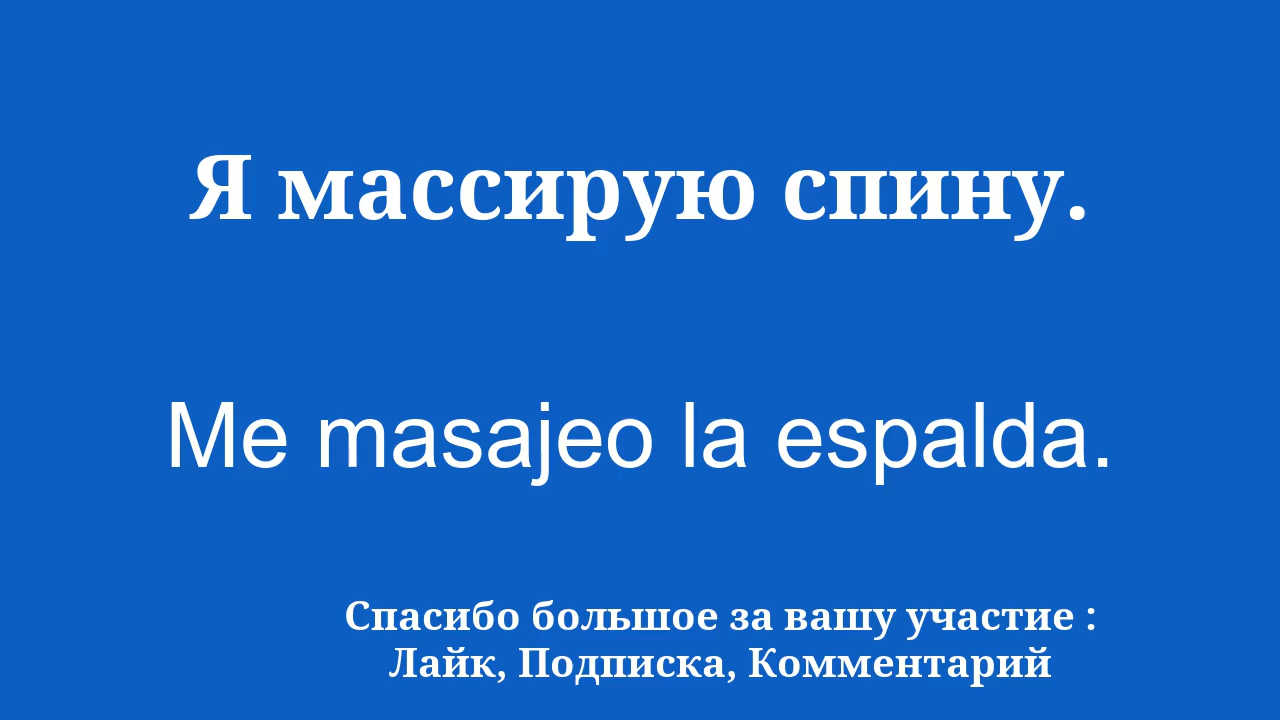 Я массирую спину.
Me masajeo la espalda.
Спасибо большое за вашу участие :
Лайк, Подписка, Комментарий